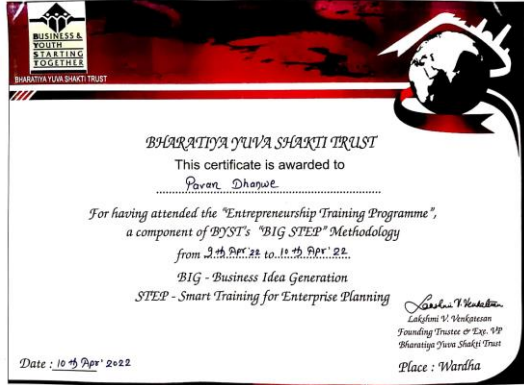 BUSINESS &
YOUTH
STARTING
TOGETHER
BHARATIYA YUVA SHAKTI TRUST
BHARATIYA YUVA SHAKTI TRUST
This certificate is awarded to
Pavan Dhanwe
For having attended the "Entrepreneurship Training Programme",
a component of BYST's "BIG STEP" Methodology
from 9th Apr'22 to 10th Apr'22
BIG - Business Idea Generation
STEP - Smart Training for Enterprise Planning
Lakshmi V. Venkatesan
Lakshmi V. Venkatesan
Founding Trustee & Exe. VP
Bharatiya Yuva Shakti Trust
Date : 10th Apr' 2022
Place : Wardha